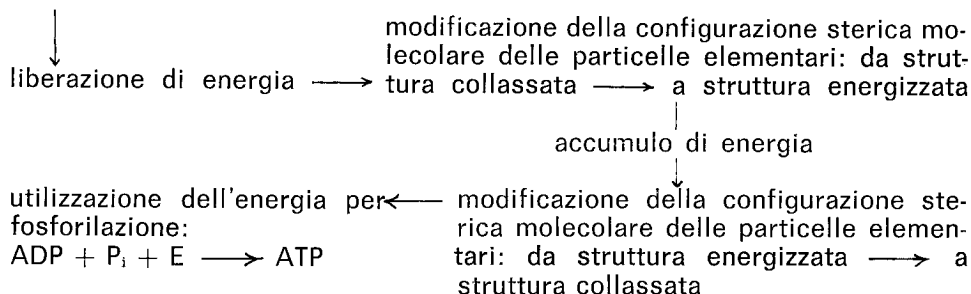 modificazione della configurazione sterica mo-
lecolare delle particelle elementari: da strut-
liberazione di energia ⟶ tura collassata ⟶ a struttura energizzata
accumulo di energia
utilizzazione dell'energia per ⟵ modificazione della configurazione ste-
fosforilazione: rica molecolare delle particelle elemen-
ADP + Pᵢ + E ⟶ ATP tari: da struttura energizzata ⟶ a
struttura collassata